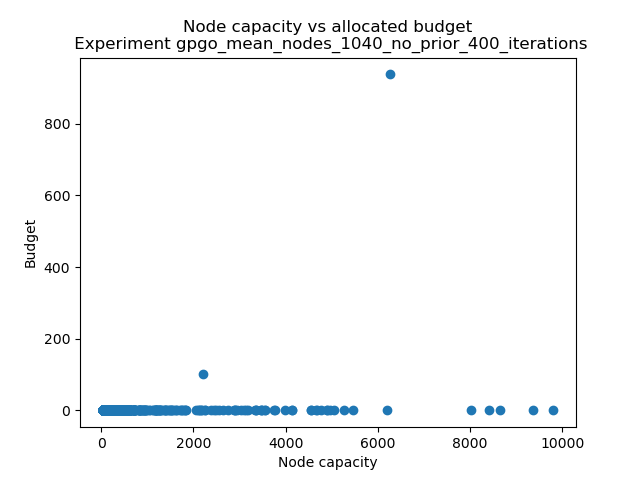 Node capacity vs allocated budget
Experiment gpgo_mean_nodes_1040_no_prior_400_iterations
800
600
400
200
0
Budget
0 2000 4000 6000 8000 10000
Node capacity